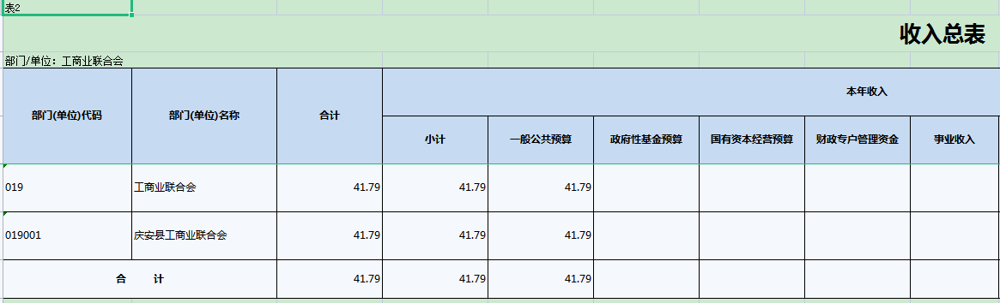 表2
收入总表
部门/单位：工商业联合会
部门(单位)代码 部门(单位)名称 合计 本年收入
小计 一般公共预算 政府性基金预算 国有资本经营预算 财政专户管理资金 事业收入
019 工商业联合会 41.79 41.79 41.79
019001 庆安县工商业联合会 41.79 41.79 41.79
合 计 41.79 41.79 41.79